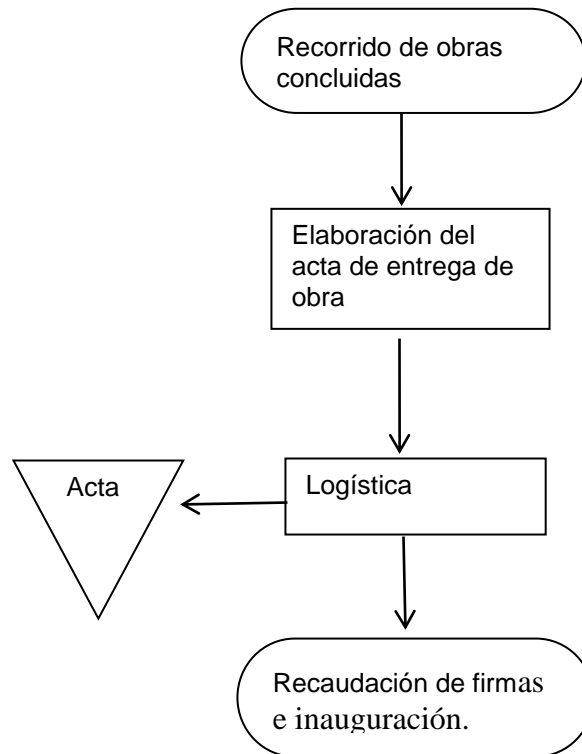 Recorrido de obras
concluidas
Elaboración del
acta de entrega de
obra
Acta
Logística
Recaudación de firmas
e inauguración.